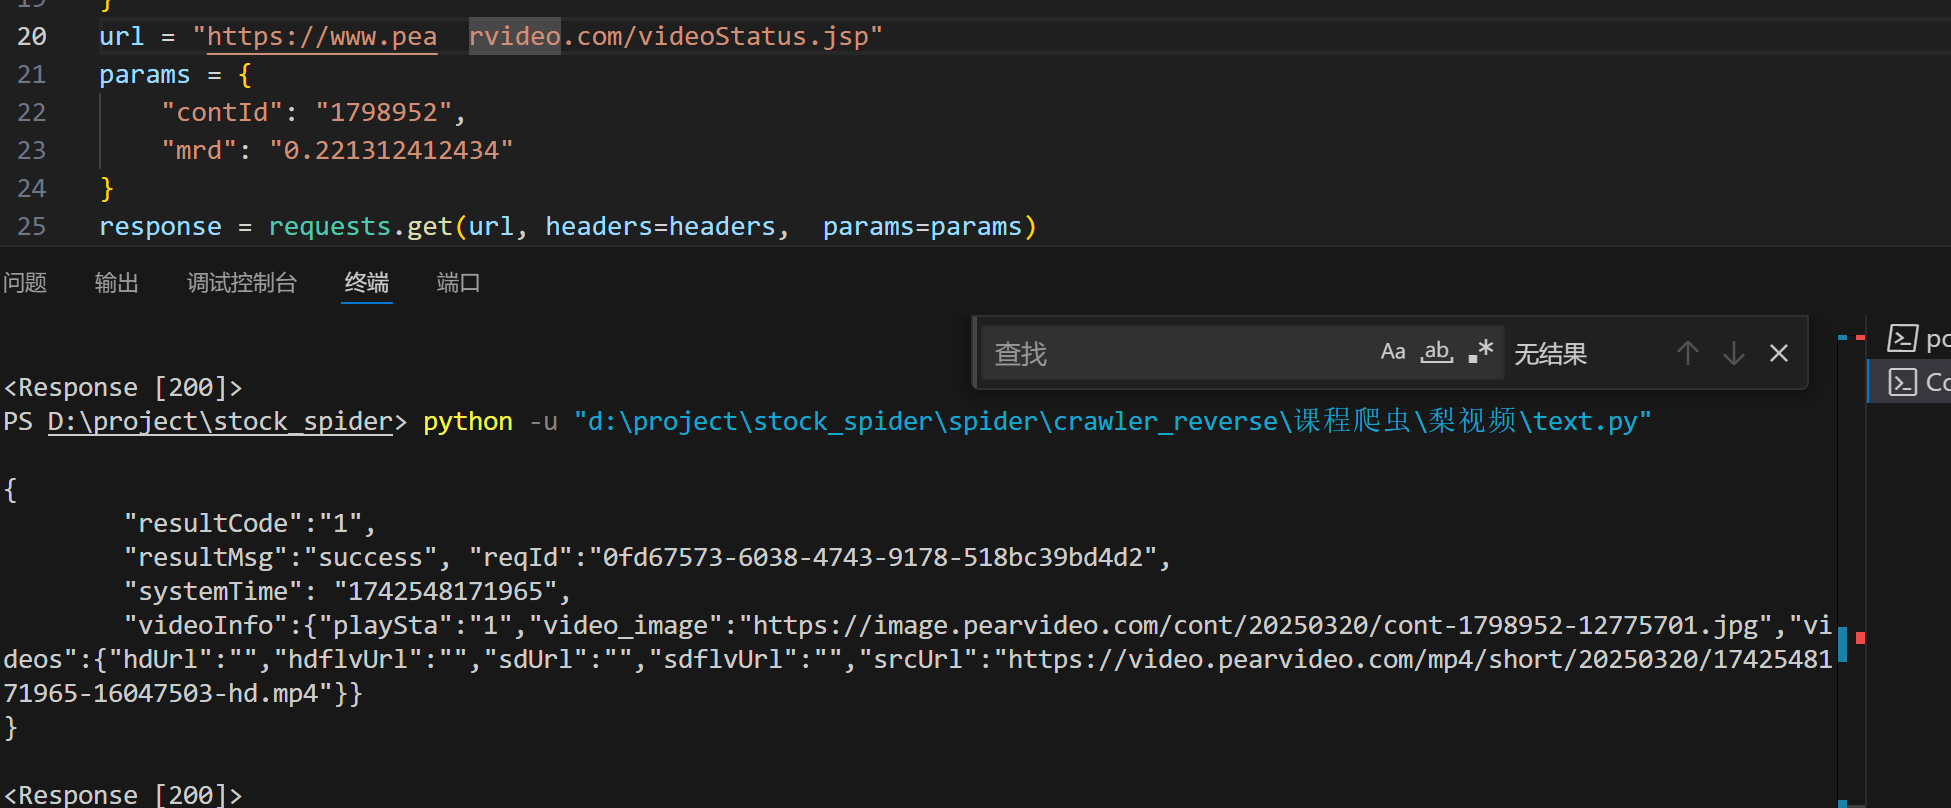 19 }
20 url = "https://www.pea  rvideo.com/videoStatus.jsp"
21 params = {
22     "contId": "1798952",
23     "mrd": "0.221312412434"
24 }
25 response = requests.get(url, headers=headers,  params=params)
问题 输出 调试控制台 终端 端口
查找 Aa ab .* 无结果
<Response [200]>
PS D:\project\stock_spider> python -u "d:\project\stock_spider\spider\crawler_reverse\课程爬虫\梨视频\text.py"
{
        "resultCode":"1",
        "resultMsg":"success", "reqId":"0fd67573-6038-4743-9178-518bc39bd4d2",
        "systemTime": "1742548171965",
        "videoInfo":{"playSta":"1","video_image":"https://image.pearvideo.com/cont/20250320/cont-1798952-12775701.jpg","vi
deos":{"hdUrl":"","hdflvUrl":"","sdUrl":"","sdflvUrl":"","srcUrl":"https://video.pearvideo.com/mp4/short/20250320/17425481
71965-16047503-hd.mp4"}}
}
<Response [200]>